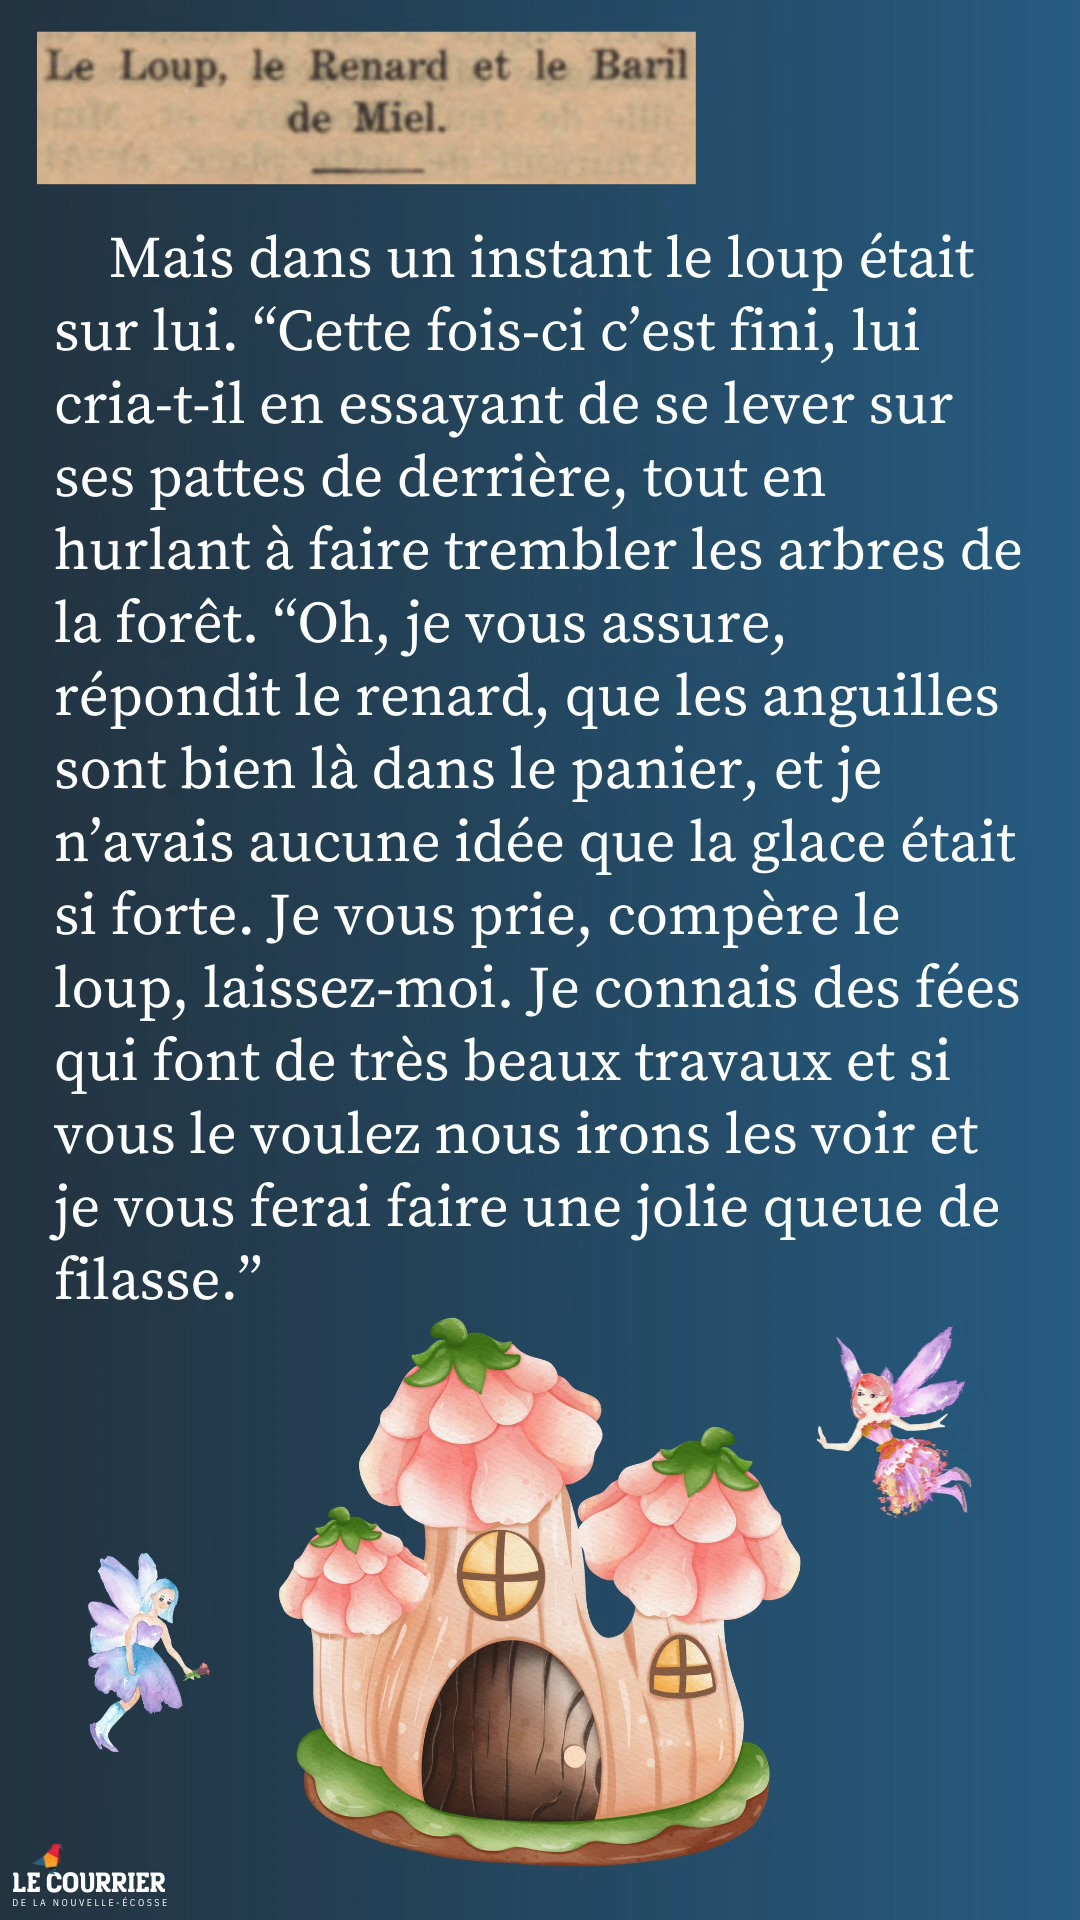 Le Loup, le Renard et le Baril
de Miel.
Mais dans un instant le loup était
sur lui. “Cette fois-ci c’est fini, lui
cria-t-il en essayant de se lever sur
ses pattes de derrière, tout en
hurlant à faire trembler les arbres de
la forêt. “Oh, je vous assure,
répondit le renard, que les anguilles
sont bien là dans le panier, et je
n’avais aucune idée que la glace était
si forte. Je vous prie, compère le
loup, laissez-moi. Je connais des fées
qui font de très beaux travaux et si
vous le voulez nous irons les voir et
je vous ferai faire une jolie queue de
filasse.”
LE COURRIER
DE LA NOUVELLE-ÉCOSSE